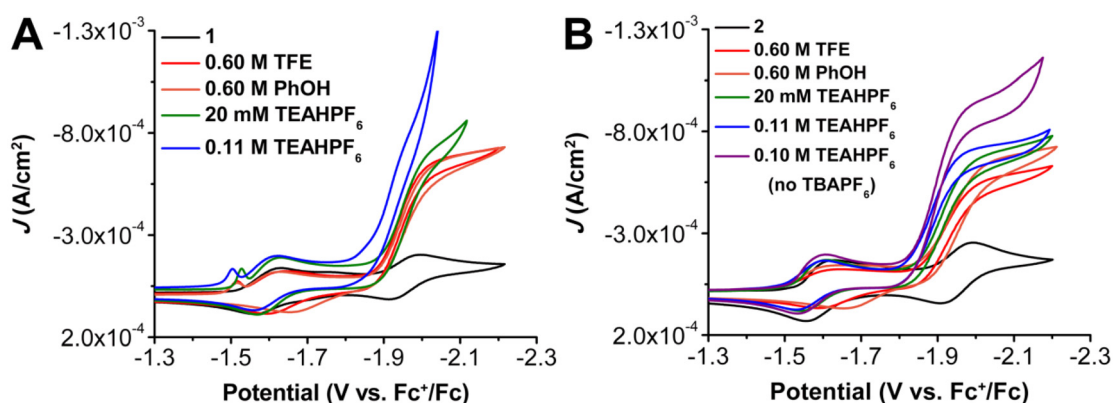 A
1
0.60 M TFE
0.60 M PhOH
20 mM TEAHPF₆
0.11 M TEAHPF₆
-1.3x10⁻³
-8.0x10⁻⁴
-3.0x10⁻⁴
2.0x10⁻⁴
J (A/cm²)
-1.3 -1.5 -1.7 -1.9 -2.1 -2.3
Potential (V vs. Fc⁺/Fc)
B
2
0.60 M TFE
0.60 M PhOH
20 mM TEAHPF₆
0.11 M TEAHPF₆
0.10 M TEAHPF₆
(no TBAPF₆)
-1.3x10⁻³
-8.0x10⁻⁴
-3.0x10⁻⁴
2.0x10⁻⁴
J (A/cm²)
-1.3 -1.5 -1.7 -1.9 -2.1 -2.3
Potential (V vs. Fc⁺/Fc)